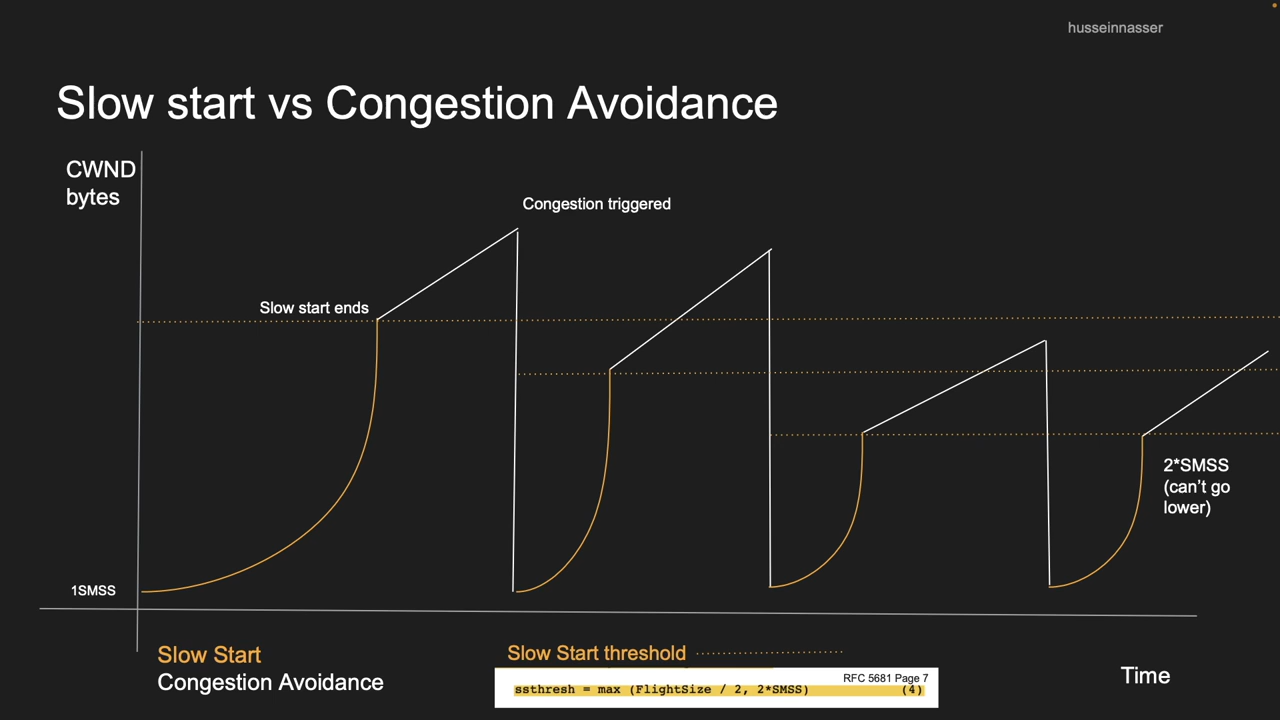 husseinnasser
Slow start vs Congestion Avoidance
CWND
bytes
Congestion triggered
Slow start ends
2*SMSS
(can't go
lower)
1SMSS
Slow Start
Congestion Avoidance
Slow Start threshold
RFC 5681 Page 7
ssthresh = max (FlightSize / 2, 2*SMSS) (4)
Time